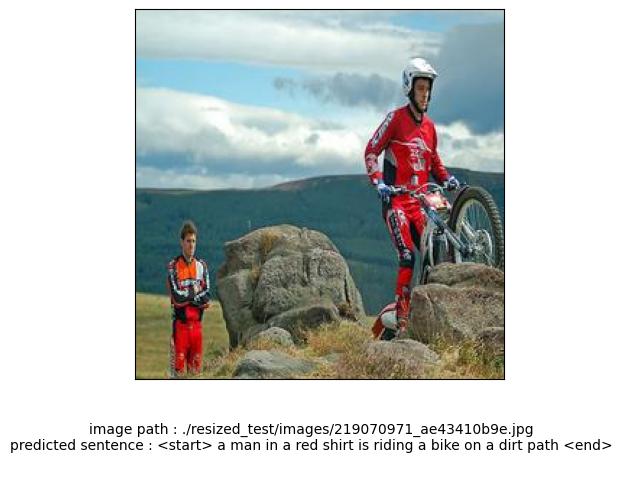 image path : ./resized_test/images/219070971_ae43410b9e.jpg
predicted sentence : <start> a man in a red shirt is riding a bike on a dirt path <end>